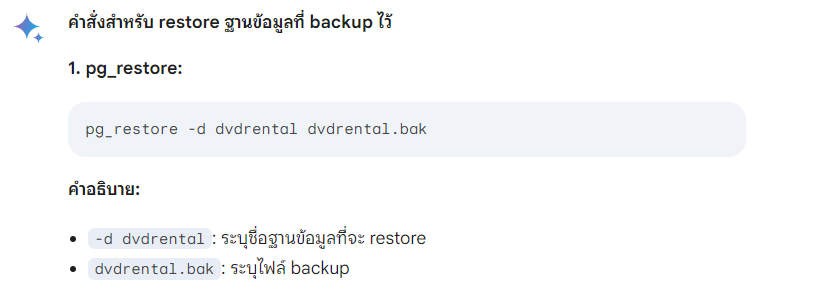 คำสั่งสำหรับ restore ฐานข้อมูลที่ backup ไว้
1. pg_restore:
pg_restore -d dvdrental dvdrental.bak
คำอธิบาย:
• -d dvdrental: ระบุชื่อฐานข้อมูลที่จะ restore
• dvdrental.bak: ระบุไฟล์ backup